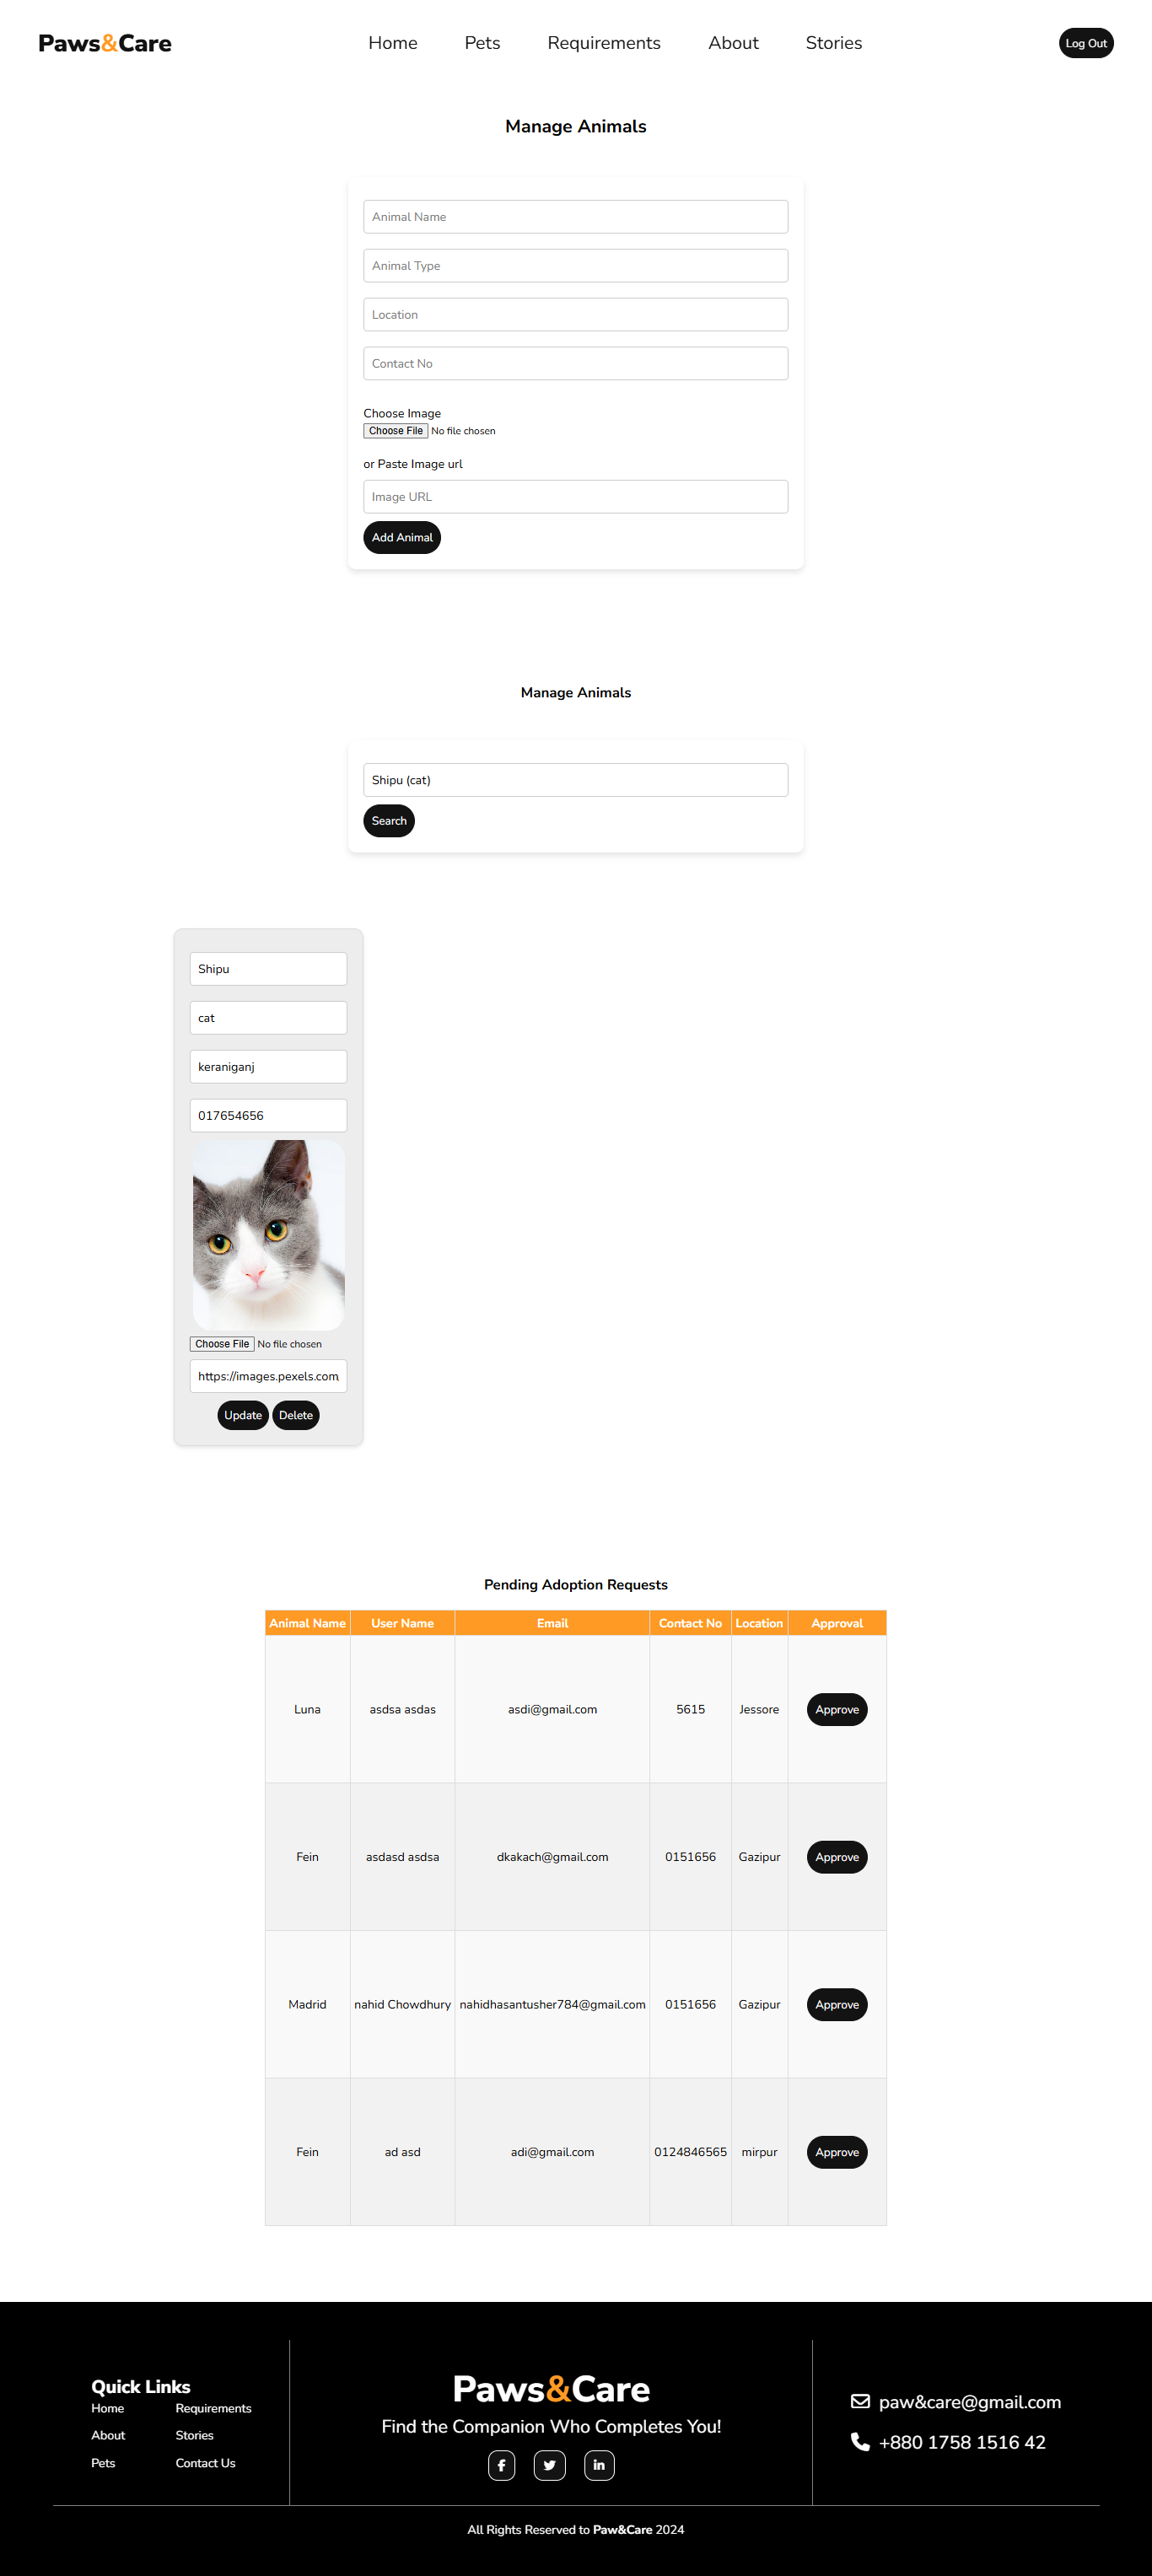 Paws&Care
Home Pets Requirements About Stories
Log Out
Manage Animals
Animal Name
Animal Type
Location
Contact No
Choose Image
Choose File No file chosen
or Paste Image url
Image URL
Add Animal
Manage Animals
Shipu (cat)
Search
Shipu
cat
keraniganj
017654656
Choose File No file chosen
https://images.pexels.com/
Update Delete
Pending Adoption Requests
Animal Name User Name Email Contact No Location Approval
Luna asdsa asdas asdi@gmail.com 5615 Jessore Approve
Fein asdasd asdsa dkakach@gmail.com 0151656 Gazipur Approve
Madrid nahid Chowdhury nahidhasantusher784@gmail.com 0151656 Gazipur Approve
Fein ad asd adi@gmail.com 0124846565 mirpur Approve
Quick Links
Home Requirements
About Stories
Pets Contact Us
Paws&Care
Find the Companion Who Completes You!
paw&care@gmail.com
+880 1758 1516 42
All Rights Reserved to Paw&Care 2024